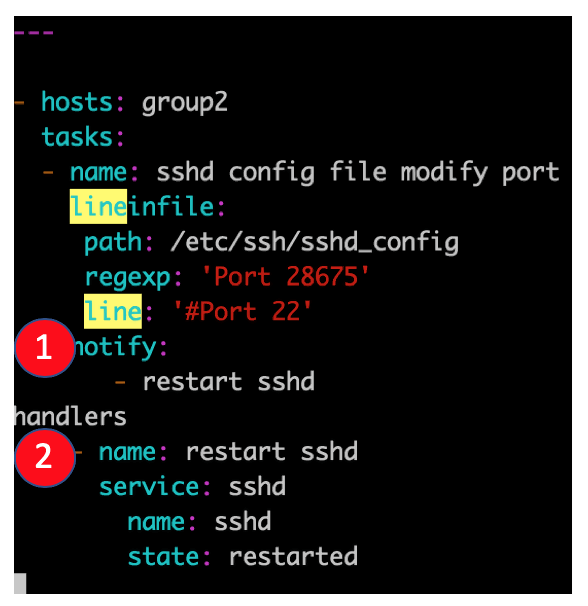 ---
- hosts: group2
tasks:
- name: sshd config file modify port
lineinfile:
path: /etc/ssh/sshd_config
regexp: 'Port 28675'
line: '#Port 22'
1 notify:
- restart sshd
handlers
2 - name: restart sshd
service: sshd
name: sshd
state: restarted